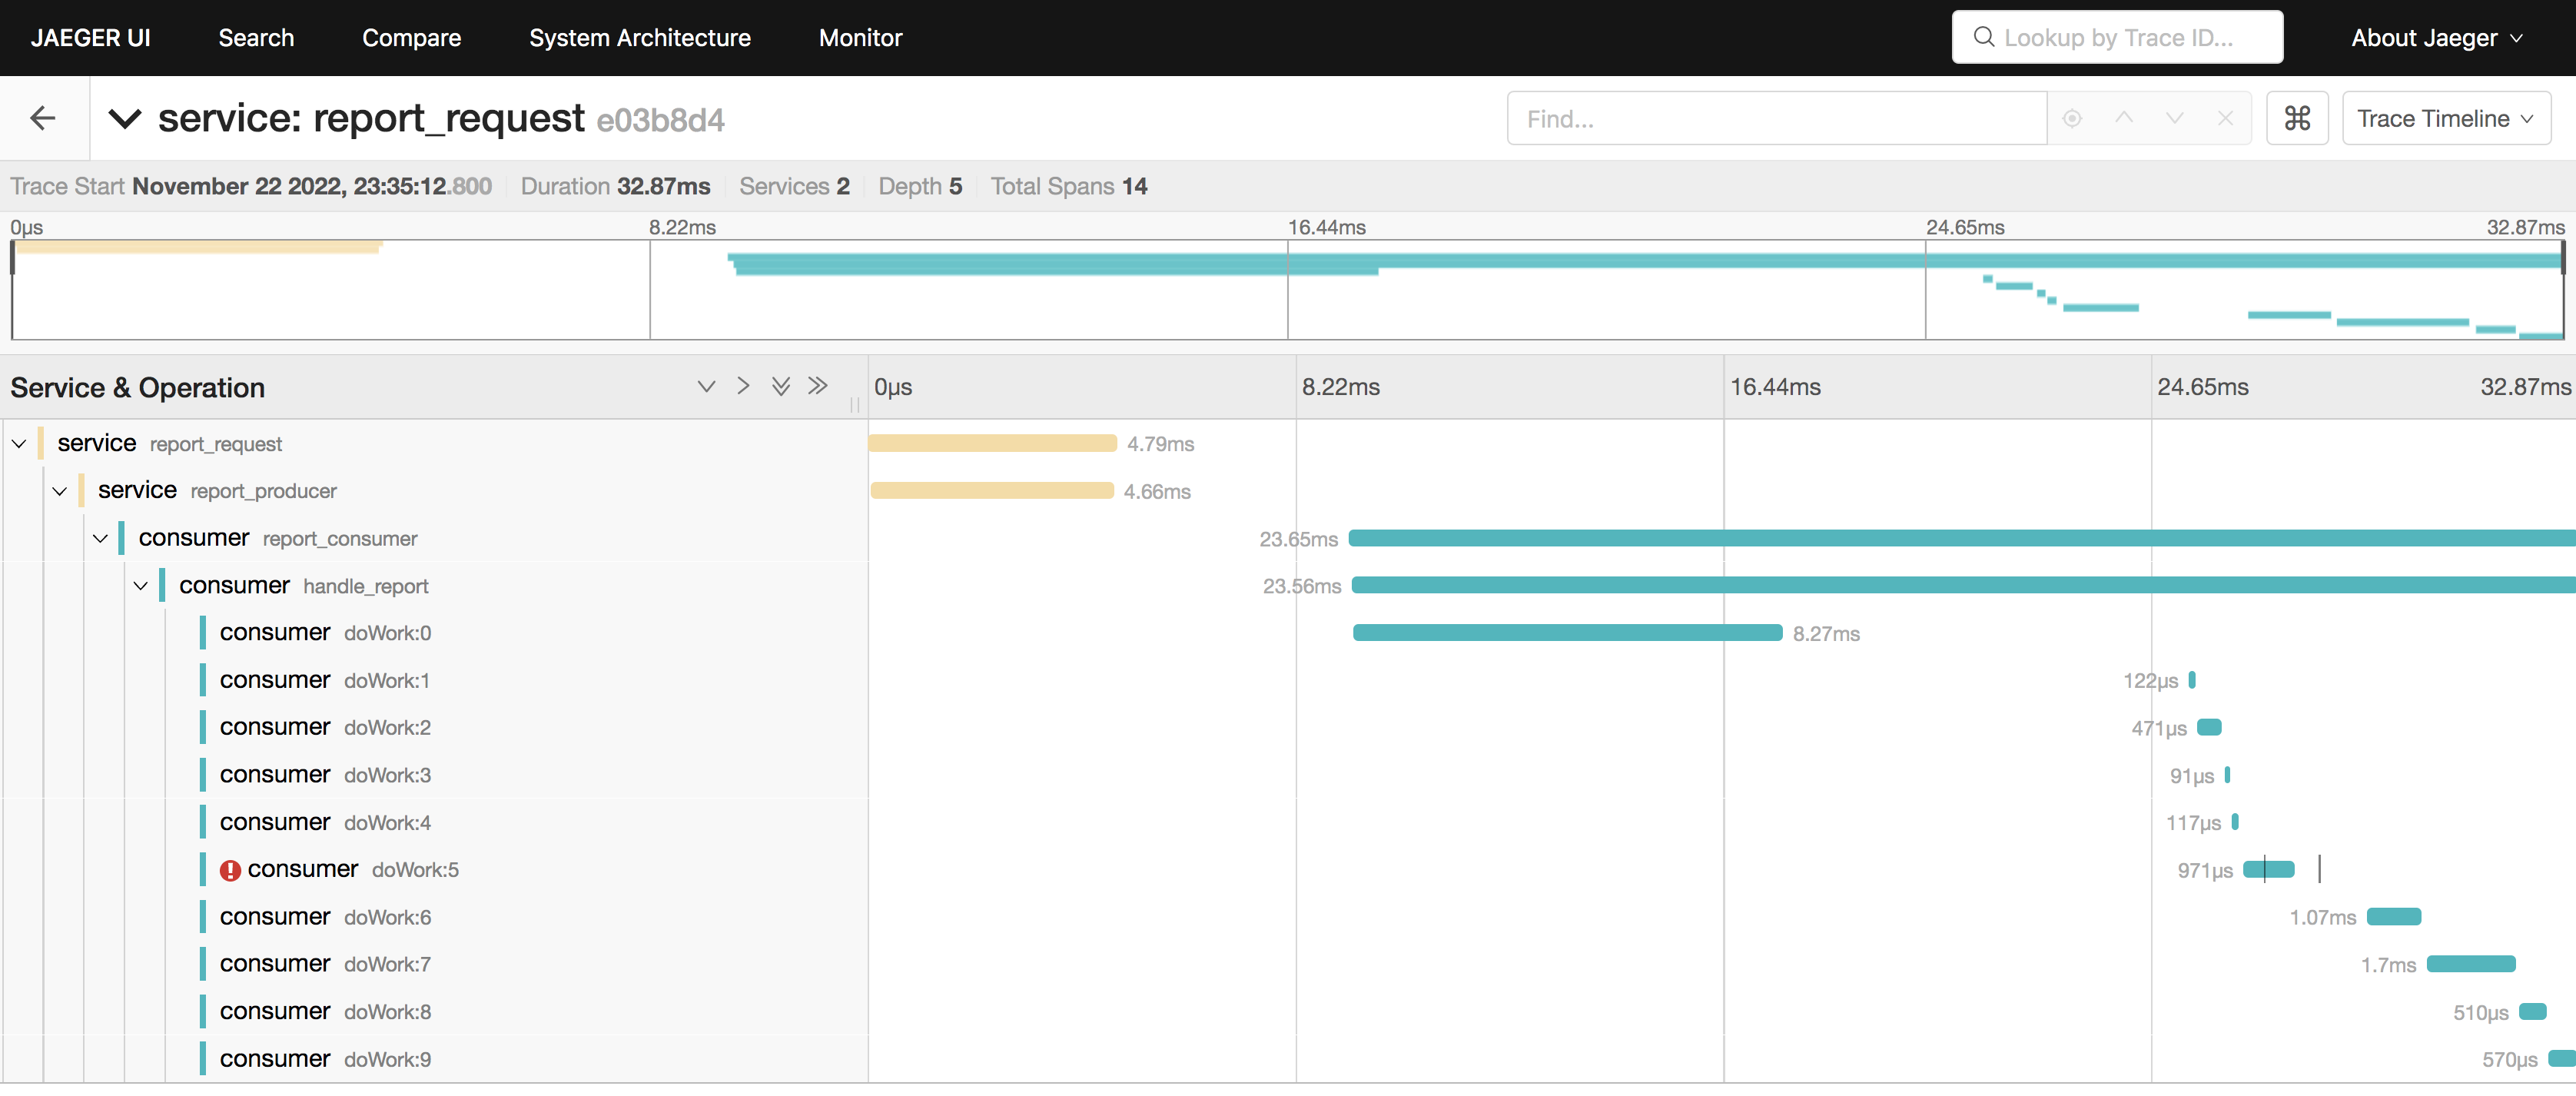 JAEGER UI Search Compare System Architecture Monitor Lookup by Trace ID... About Jaeger
service: report_request e03b8d4 Find... ⌘ Trace Timeline
Trace Start November 22 2022, 23:35:12.800 Duration 32.87ms Services 2 Depth 5 Total Spans 14
0μs 8.22ms 16.44ms 24.65ms 32.87ms
Service & Operation 0μs 8.22ms 16.44ms 24.65ms 32.87ms
service report_request 4.79ms
service report_producer 4.66ms
consumer report_consumer 23.65ms
consumer handle_report 23.56ms
consumer doWork:0 8.27ms
consumer doWork:1 122μs
consumer doWork:2 471μs
consumer doWork:3 91μs
consumer doWork:4 117μs
consumer doWork:5 971μs
consumer doWork:6 1.07ms
consumer doWork:7 1.7ms
consumer doWork:8 510μs
consumer doWork:9 570μs